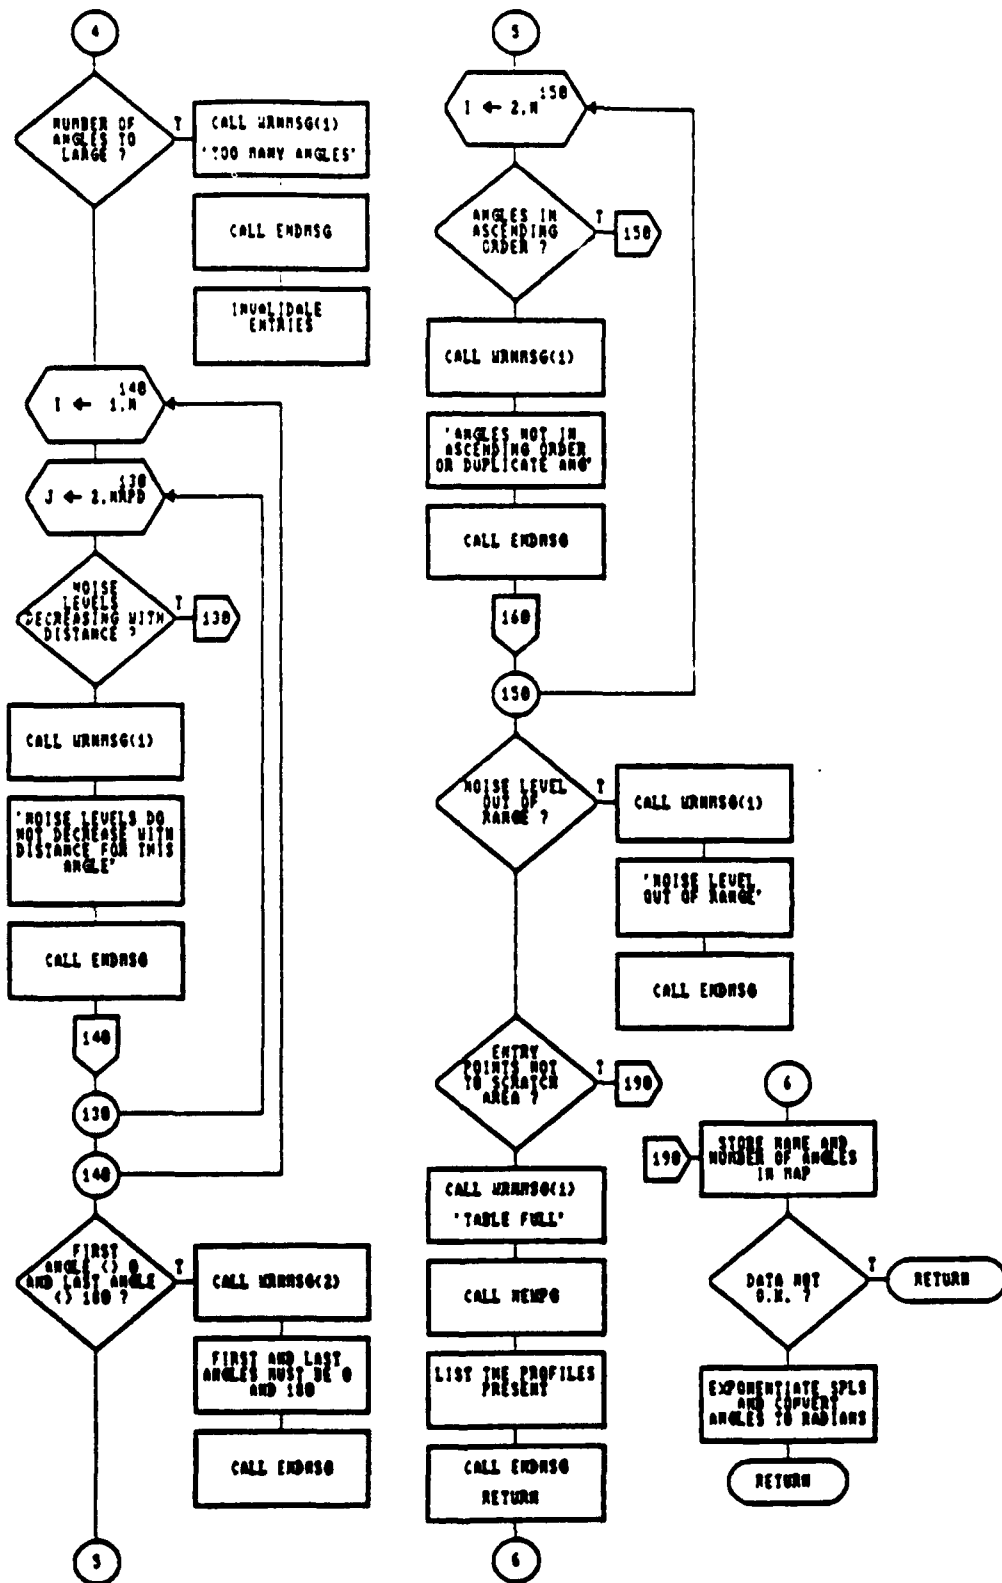 4
NUMBER OF
ANGLES TO
LARGE ?
T
CALL WRNMSG(1)
'TOO MANY ANGLES'
CALL ENDMSG
INVALIDALE
ENTRIES
140
I ← 1,N
130
J ← 2,NRPD
NOISE
LEVELS
DECREASING WITH
DISTANCE ?
T
130
CALL WRNMSG(1)
'NOISE LEVELS DO
NOT DECREASE WITH
DISTANCE FOR THIS
ANGLE'
CALL ENDMSG
140
130
140
FIRST
ANGLE <> 0
AND LAST ANGLE
<> 180 ?
T
CALL WRNMSG(2)
FIRST AND LAST
ANGLES MUST BE 0
AND 180
CALL ENDMSG
5
5
150
I ← 2,N
ANGLES IN
ASCENDING
ORDER ?
T
150
CALL WRNMSG(1)
'ANGLES NOT IN
ASCENDING ORDER
OR DUPLICATE ANG'
CALL ENDMSG
160
150
NOISE LEVEL
OUT OF
RANGE ?
T
CALL WRNMSG(1)
'NOISE LEVEL
OUT OF RANGE'
CALL ENDMSG
ENTRY
POINTS NOT
TO SCRATCH
AREA ?
T
190
CALL WRNMSG(1)
'TABLE FULL'
CALL NEWPG
LIST THE PROFILES
PRESENT
CALL ENDMSG
RETURN
6
6
190
STORE NAME AND
NUMBER OF ANGLES
IN MAP
DATA NOT
O.K. ?
T
RETURN
EXPONENTIATE SPLS
AND CONVERT
ANGLES TO RADIANS
RETURN